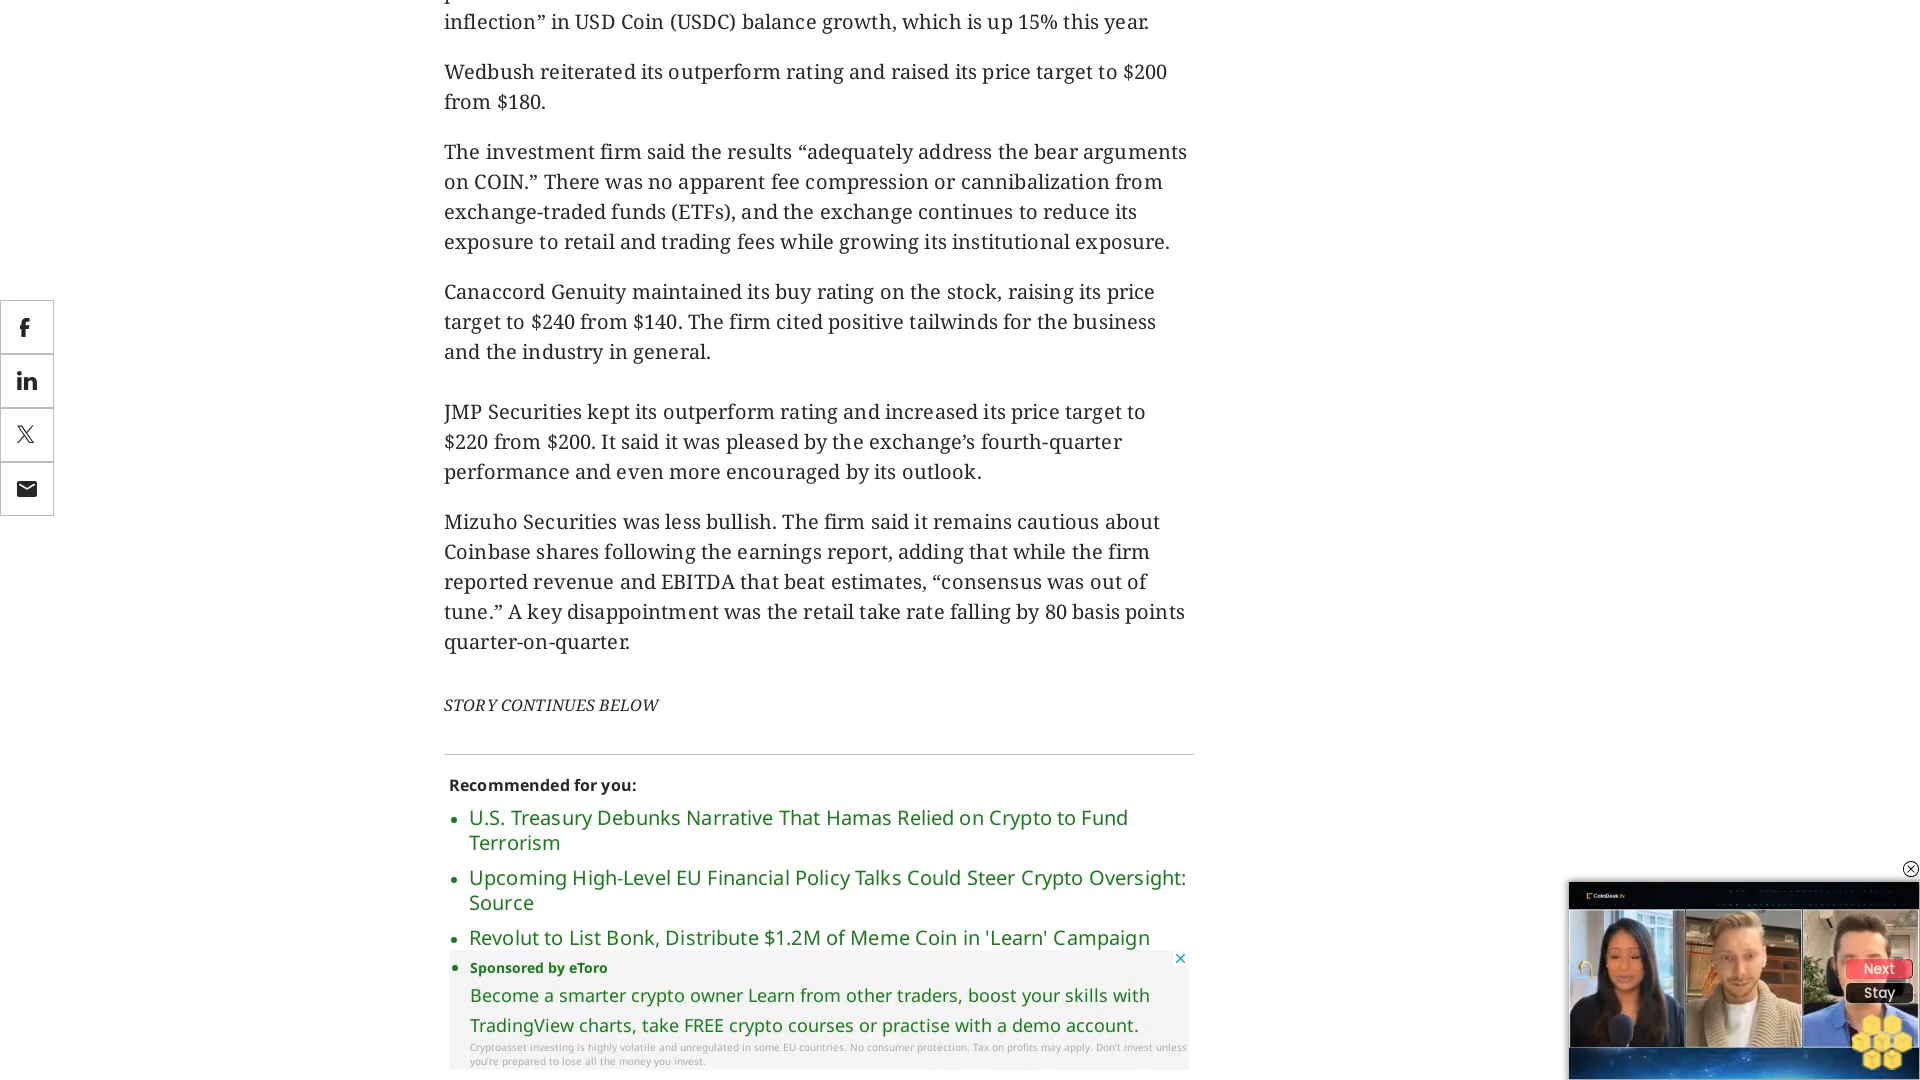 inflection” in USD Coin (USDC) balance growth, which is up 15% this year.
Wedbush reiterated its outperform rating and raised its price target to $200
from $180.
The investment firm said the results “adequately address the bear arguments
on COIN.” There was no apparent fee compression or cannibalization from
exchange-traded funds (ETFs), and the exchange continues to reduce its
exposure to retail and trading fees while growing its institutional exposure.
Canaccord Genuity maintained its buy rating on the stock, raising its price
target to $240 from $140. The firm cited positive tailwinds for the business
and the industry in general.
JMP Securities kept its outperform rating and increased its price target to
$220 from $200. It said it was pleased by the exchange’s fourth-quarter
performance and even more encouraged by its outlook.
Mizuho Securities was less bullish. The firm said it remains cautious about
Coinbase shares following the earnings report, adding that while the firm
reported revenue and EBITDA that beat estimates, “consensus was out of
tune.” A key disappointment was the retail take rate falling by 80 basis points
quarter-on-quarter.
STORY CONTINUES BELOW
Recommended for you:
U.S. Treasury Debunks Narrative That Hamas Relied on Crypto to Fund
Terrorism
Upcoming High-Level EU Financial Policy Talks Could Steer Crypto Oversight:
Source
Revolut to List Bonk, Distribute $1.2M of Meme Coin in 'Learn' Campaign
Sponsored by eToro
Become a smarter crypto owner Learn from other traders, boost your skills with
TradingView charts, take FREE crypto courses or practise with a demo account.
Cryptoasset investing is highly volatile and unregulated in some EU countries. No consumer protection. Tax on profits may apply. Don’t invest unless
you’re prepared to lose all the money you invest.
CoinDesk.tv
Next
Stay